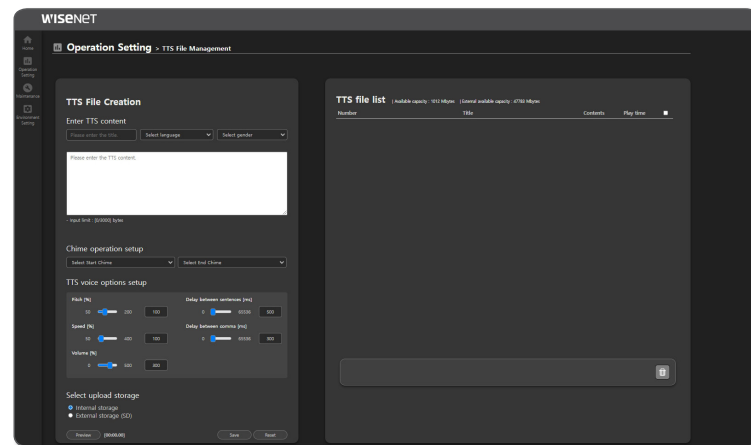 WISENET
Home
Operation Setting > TTS File Management
Operation
Setting
Maintenance
Environment
Setting
TTS File Creation
Enter TTS content
Please enter the title. Select language Select gender
Please enter the TTS content.
- Input limit : [0/2000] bytes
Chime operation setup
Select Start Chime Select End Chime
TTS voice options setup
Pitch [%] Delay between sentences [ms]
50 200 100 0 65536 500
Speed [%] Delay between comma [ms]
50 400 100 0 65536 300
Volume [%]
0 500 300
Select upload storage
Internal storage
External storage (SD)
Preview [00:00.00] Save Reset
TTS file list | Available capacity : 1012 Mbytes | External available capacity : 47783 Mbytes
Number Title Contents Play time